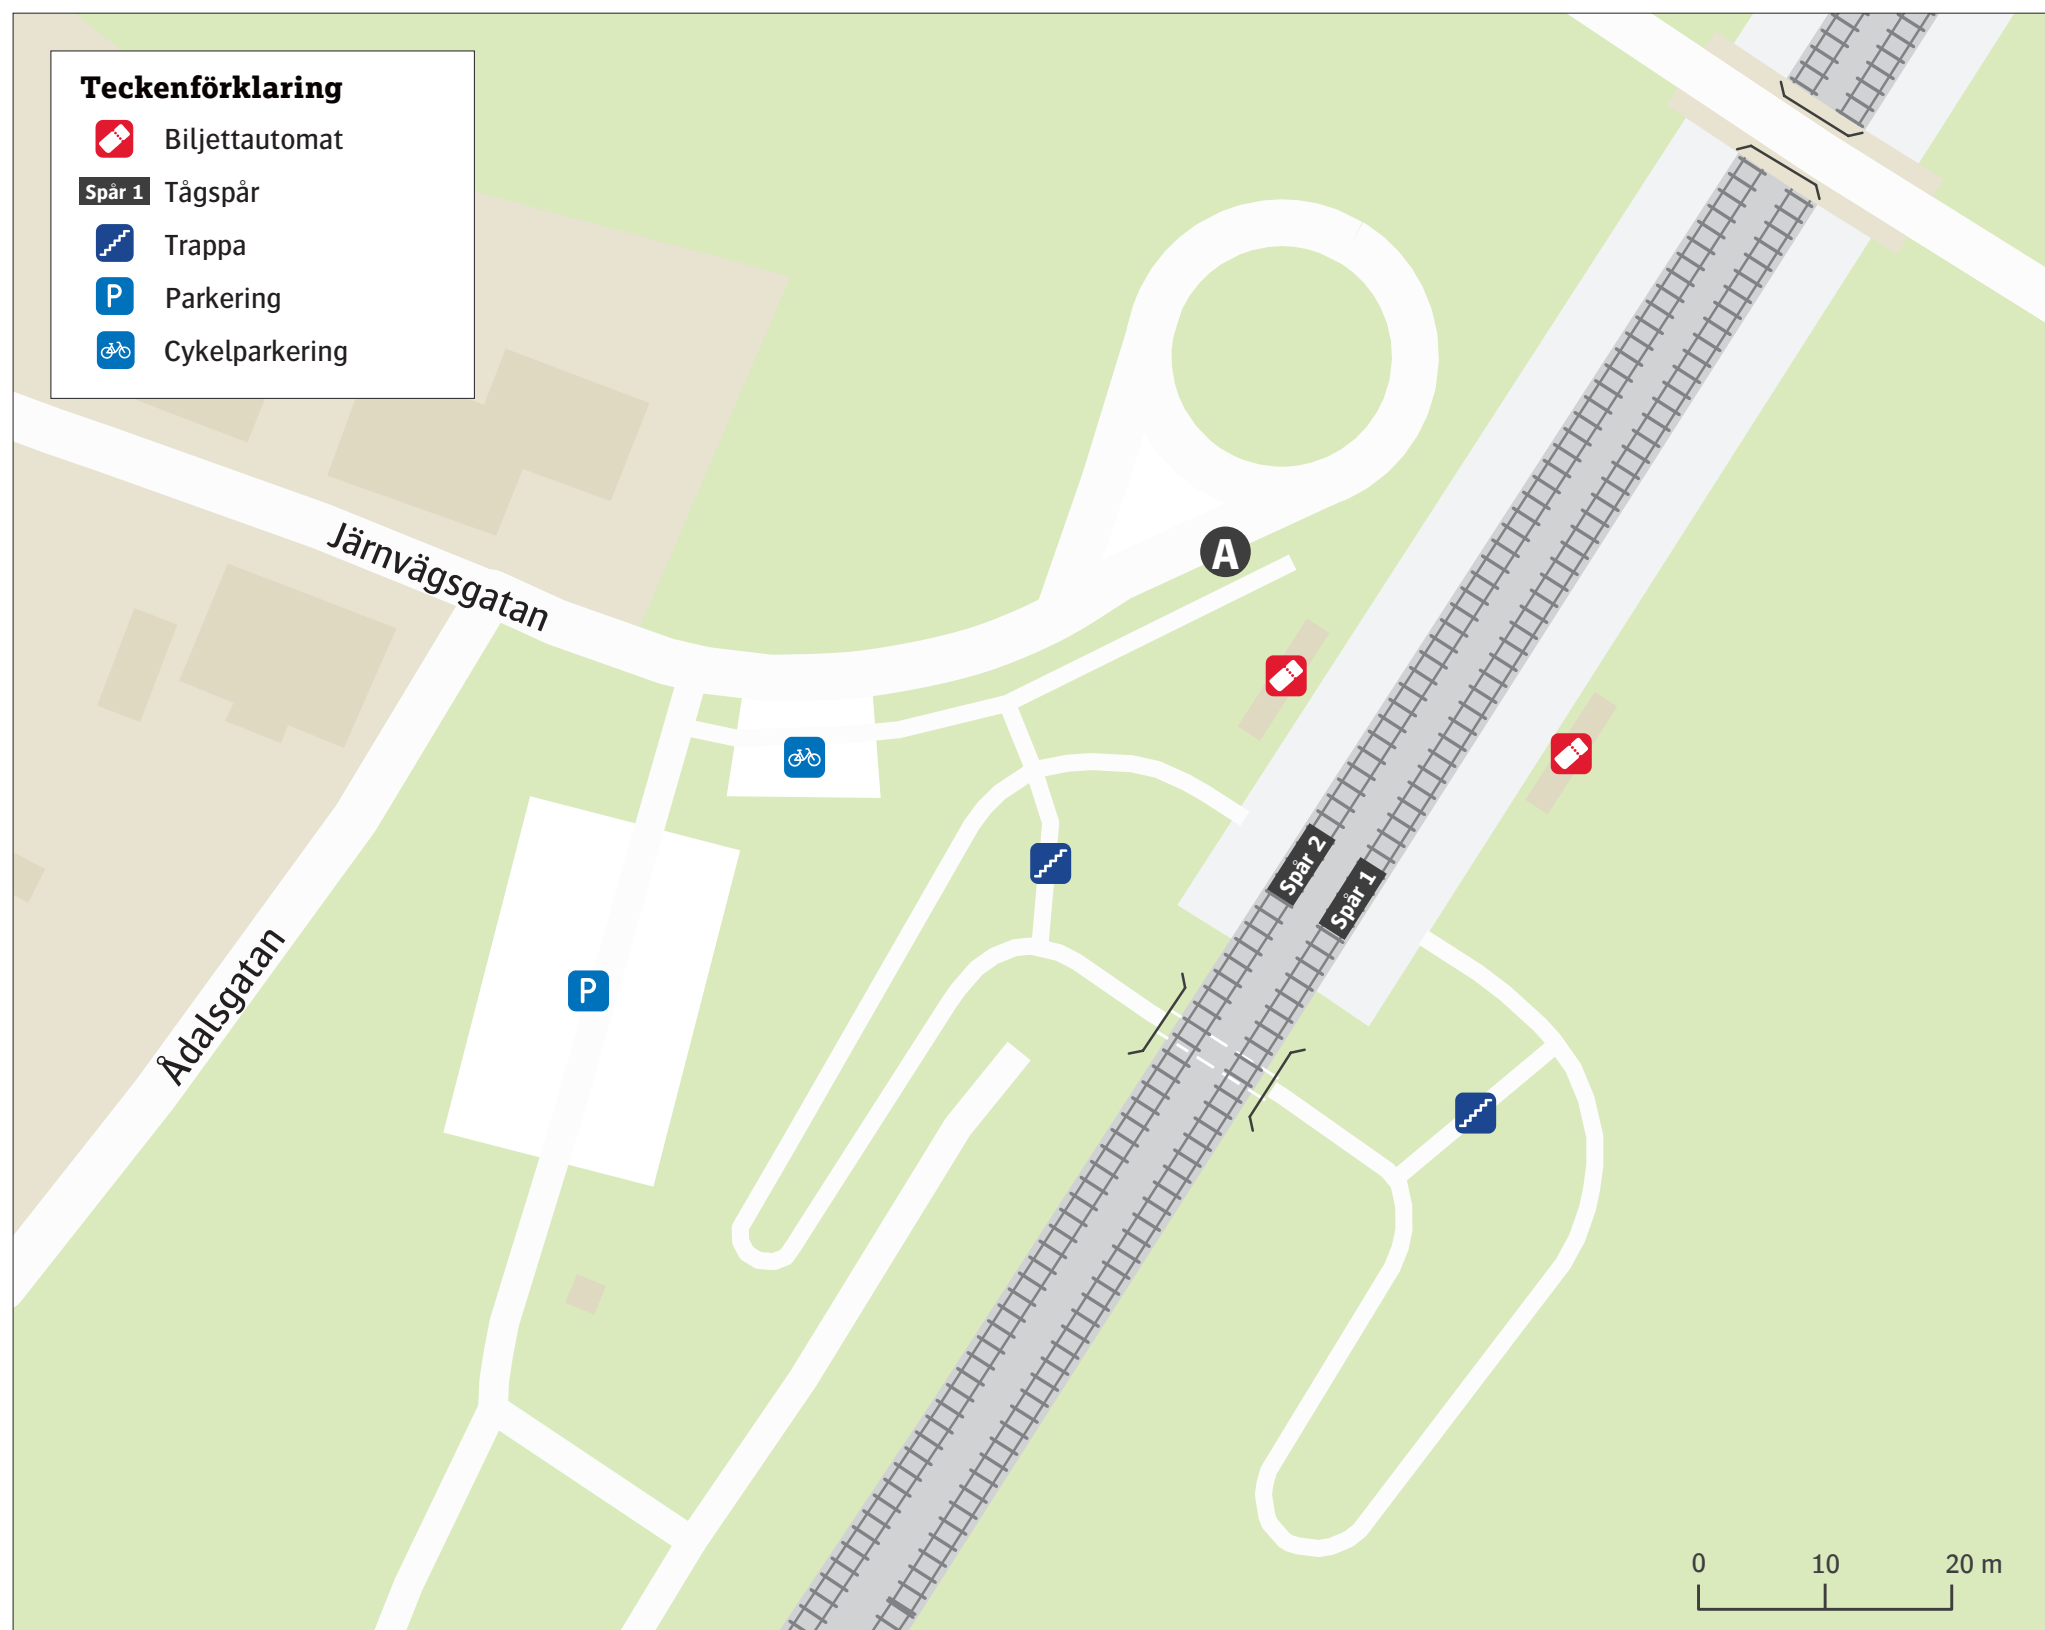 Teckenförklaring
Biljettautomat
Spår 1 Tågspår
Trappa
P Parkering
Cykelparkering
Järnvägsgatan
A
Spår 2
Spår 1
P
Ådalsgatan
0 10 20 m